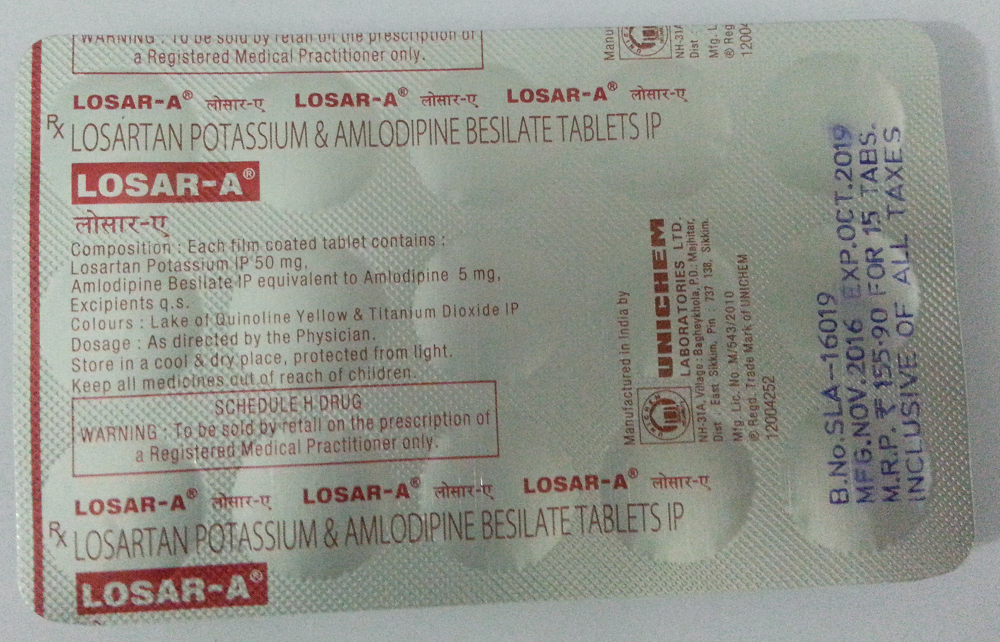 WARNING : To be sold by retail on the prescription of
a Registered Medical Practitioner only.
LOSAR-A® लोसार-ए LOSAR-A® लोसार-ए LOSAR-A® लोसार-ए
Rx LOSARTAN POTASSIUM & AMLODIPINE BESILATE TABLETS IP
LOSAR-A®
लोसार-ए
Composition : Each film coated tablet contains :
Losartan Potassium IP 50 mg,
Amlodipine Besilate IP equivalent to Amlodipine 5 mg,
Excipients q.s.
Colours : Lake of Quinoline Yellow & Titanium Dioxide IP
Dosage : As directed by the Physician.
Store in a cool & dry place, protected from light.
Keep all medicines out of reach of children.
SCHEDULE H DRUG
WARNING : To be sold by retail on the prescription of
a Registered Medical Practitioner only.
LOSAR-A® लोसार-ए LOSAR-A® लोसार-ए LOSAR-A® लोसार-ए
Rx LOSARTAN POTASSIUM & AMLODIPINE BESILATE TABLETS IP
LOSAR-A®
Manu
NH-31A
Dist
Mfg. L
® Reg
1200
Manufactured in India by
UNICHEM
LABORATORIES LTD.
NH-31A, Village : Bagheykhola, P.O.: Majhitar,
Dist East Sikkim, Pin 737 138, Sikkim.
Mfg. Lic. No. M/543/2010
® Regd. Trade Mark of UNICHEM
12004252
B.No.SLA--16019
MFG.NOV.2016 EXP.OCT.2019
M.R.P. ₹ 155.90 FOR 15 TABS.
INCLUSIVE OF ALL TAXES